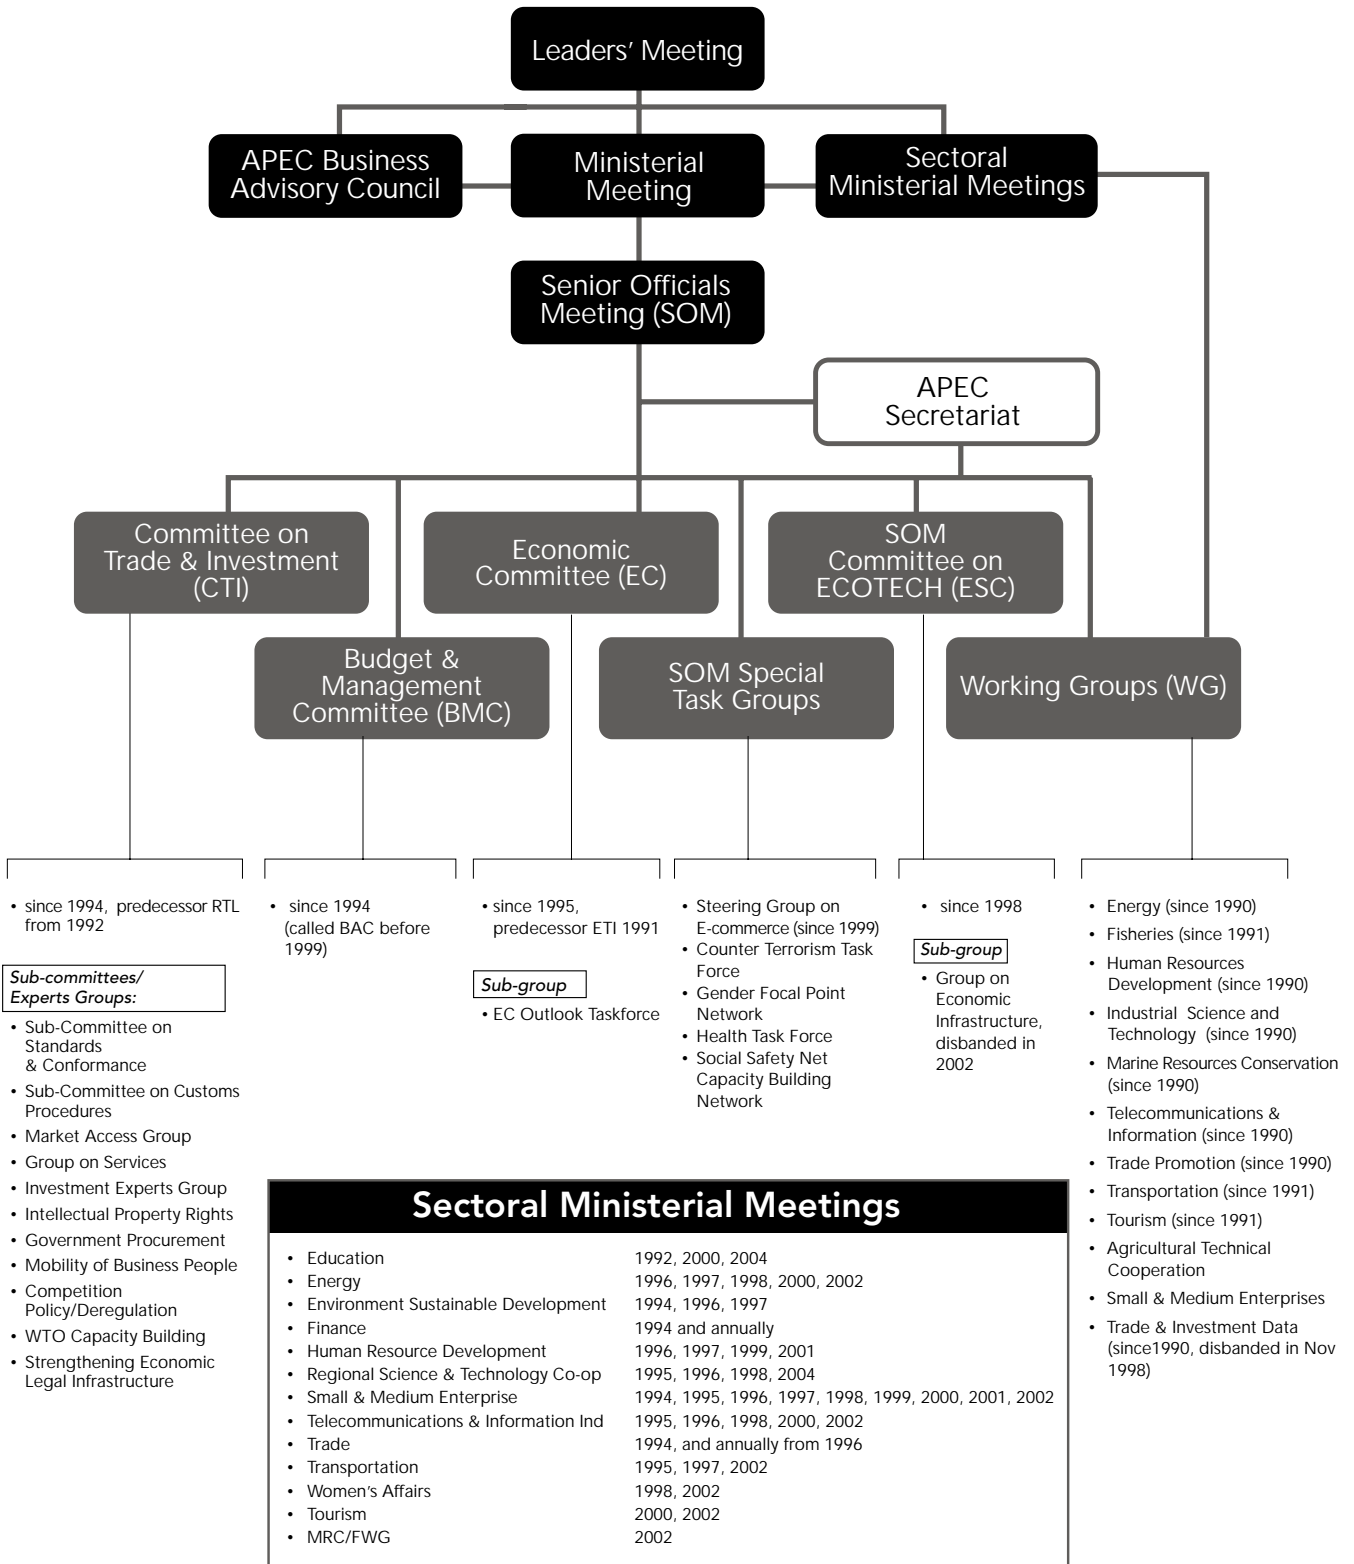 Leaders' Meeting
APEC Business
Advisory Council
Ministerial
Meeting
Sectoral
Ministerial Meetings
Senior Officials
Meeting (SOM)
APEC
Secretariat
Committee on
Trade & Investment
(CTI)
Economic
Committee (EC)
SOM
Committee on
ECOTECH (ESC)
Budget &
Management
Committee (BMC)
SOM Special
Task Groups
Working Groups (WG)
• since 1994, predecessor RTL
from 1992
Sub-committees/
Experts Groups:
• Sub-Committee on
Standards
& Conformance
• Sub-Committee on Customs
Procedures
• Market Access Group
• Group on Services
• Investment Experts Group
• Intellectual Property Rights
• Government Procurement
• Mobility of Business People
• Competition
Policy/Deregulation
• WTO Capacity Building
• Strengthening Economic
Legal Infrastructure
• since 1994
(called BAC before
1999)
• since 1995,
predecessor ETI 1991
Sub-group
• EC Outlook Taskforce
• Steering Group on
E-commerce (since 1999)
• Counter Terrorism Task
Force
• Gender Focal Point
Network
• Health Task Force
• Social Safety Net
Capacity Building
Network
• since 1998
Sub-group
• Group on
Economic
Infrastructure,
disbanded in
2002
• Energy (since 1990)
• Fisheries (since 1991)
• Human Resources
Development (since 1990)
• Industrial Science and
Technology (since 1990)
• Marine Resources Conservation
(since 1990)
• Telecommunications &
Information (since 1990)
• Trade Promotion (since 1990)
• Transportation (since 1991)
• Tourism (since 1991)
• Agricultural Technical
Cooperation
• Small & Medium Enterprises
• Trade & Investment Data
(since1990, disbanded in Nov
1998)
Sectoral Ministerial Meetings
• Education 1992, 2000, 2004
• Energy 1996, 1997, 1998, 2000, 2002
• Environment Sustainable Development 1994, 1996, 1997
• Finance 1994 and annually
• Human Resource Development 1996, 1997, 1999, 2001
• Regional Science & Technology Co-op 1995, 1996, 1998, 2004
• Small & Medium Enterprise 1994, 1995, 1996, 1997, 1998, 1999, 2000, 2001, 2002
• Telecommunications & Information Ind 1995, 1996, 1998, 2000, 2002
• Trade 1994, and annually from 1996
• Transportation 1995, 1997, 2002
• Women's Affairs 1998, 2002
• Tourism 2000, 2002
• MRC/FWG 2002